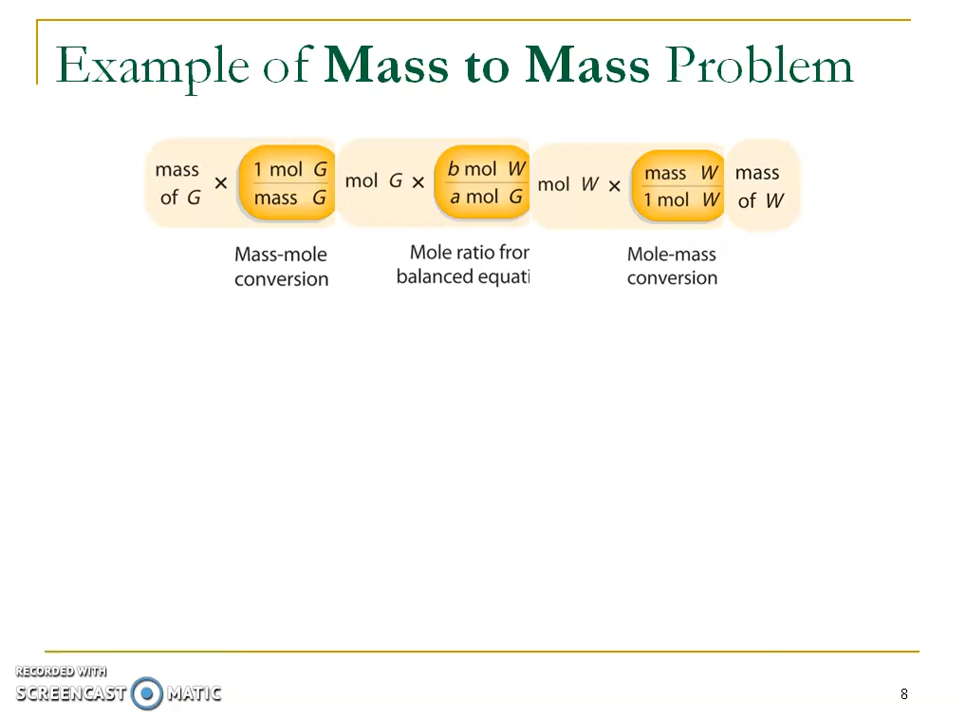 Example of Mass to Mass Problem
mass of G × 1 mol G / mass G
mol G × b mol W / a mol G
mol W × mass W / 1 mol W
mass of W
Mass-mole
conversion
Mole ratio fror
balanced equati
Mole-mass
conversion
RECORDED WITH
SCREENCAST MATIC
8